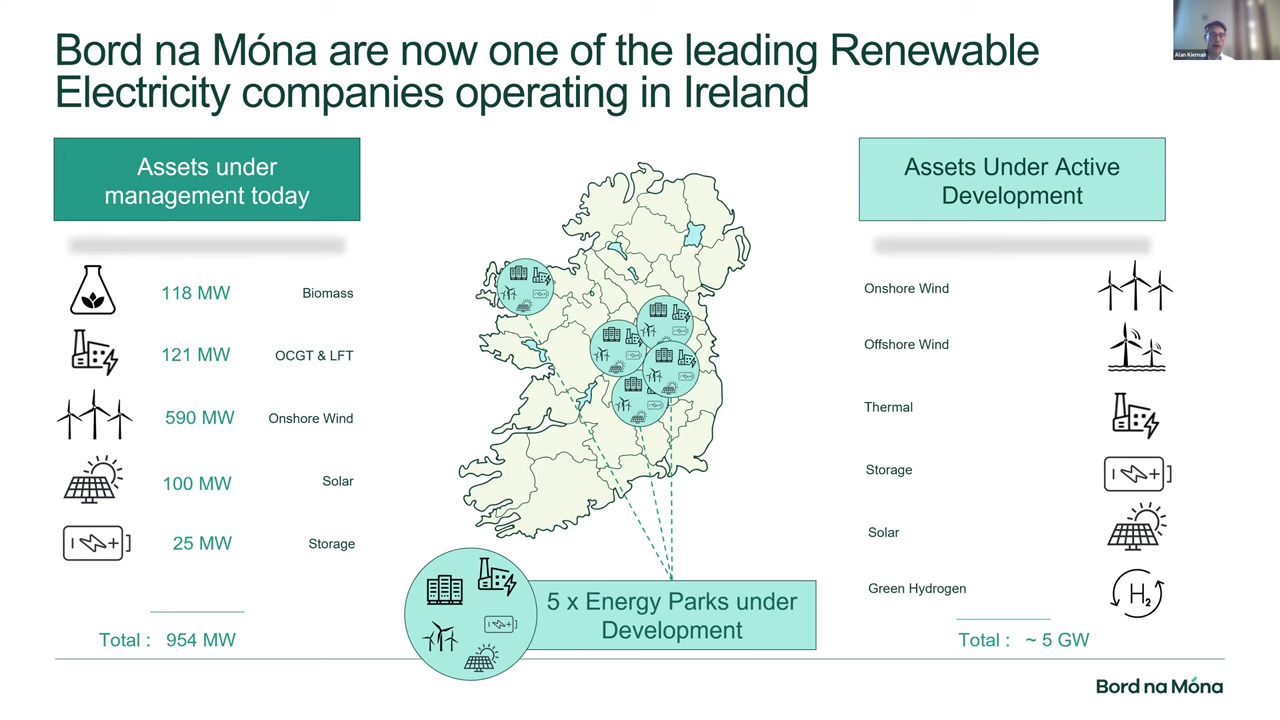 Bord na Móna are now one of the leading Renewable
Electricity companies operating in Ireland
Alan Kiernan
Assets under
management today
118 MW
Biomass
121 MW
OCGT & LFT
590 MW
Onshore Wind
100 MW
Solar
25 MW
Storage
Total : 954 MW
5 x Energy Parks under
Development
Assets Under Active
Development
Onshore Wind
Offshore Wind
Thermal
Storage
Solar
Green Hydrogen
H2
Total : ~ 5 GW
Bord na Móna